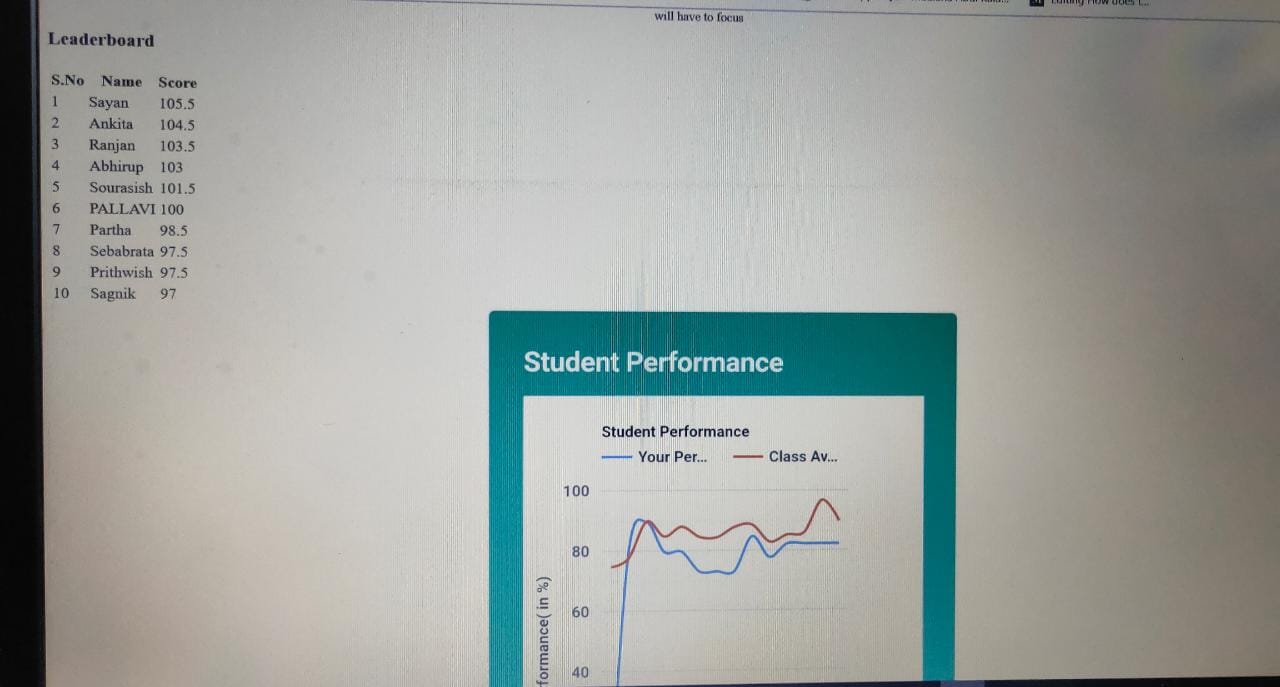 will have to focus
Leaderboard
S.No Name Score
1 Sayan 105.5
2 Ankita 104.5
3 Ranjan 103.5
4 Abhirup 103
5 Sourasish 101.5
6 PALLAVI 100
7 Partha 98.5
8 Sebabrata 97.5
9 Prithwish 97.5
10 Sagnik 97
Student Performance
Student Performance
Your Per... Class Av...
100
80
60
40
formance( in %)